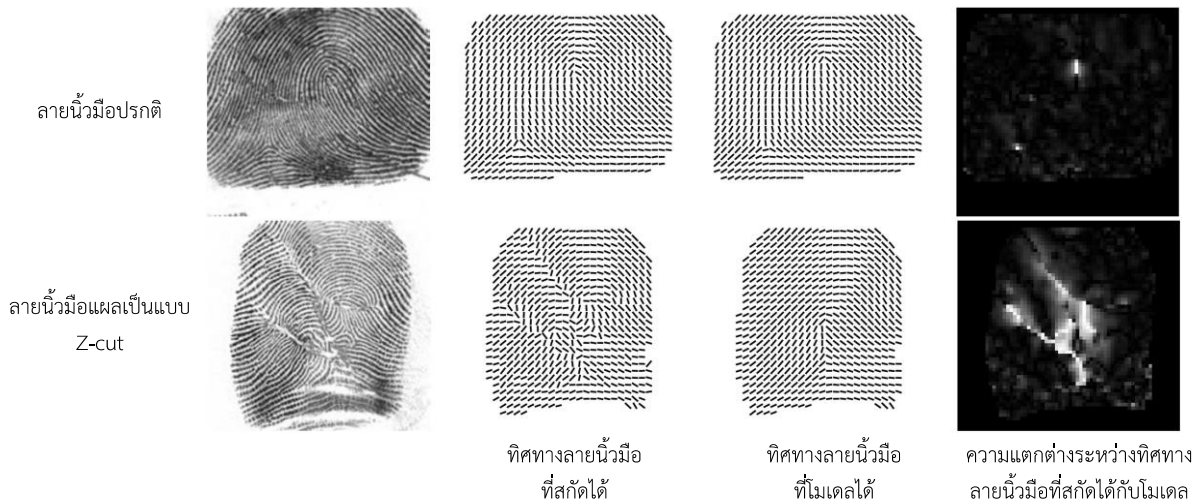 ลายนิ้วมือปรกติ
ลายนิ้วมือแผลเป็นแบบ
Z-cut
ทิศทางลายนิ้วมือ
ที่สกัดได้
ทิศทางลายนิ้วมือ
ที่โมเดลได้
ความแตกต่างระหว่างทิศทาง
ลายนิ้วมือที่สกัดได้กับโมเดล